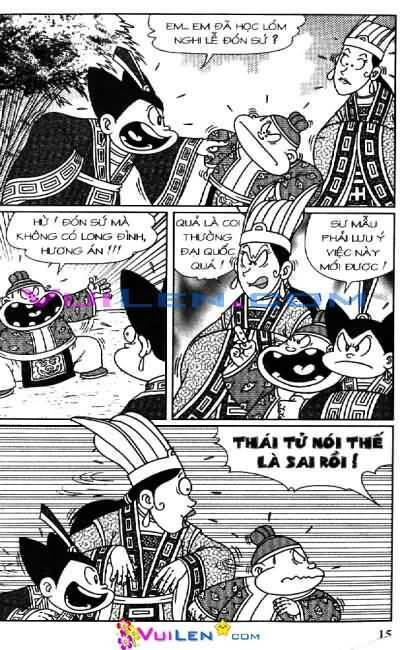 EM.. EM ĐÃ HỌC LỎM
NGHI LỄ ĐÓN SỨ ?
HỪ ! ĐÓN SỨ MÀ
KHÔNG CÓ LONG ĐÌNH,
HƯƠNG ÁN !!!
QUẢ LÀ COI
THƯỜNG
ĐẠI QUỐC
QUÁ !
SƯ MẪU
PHẢI LƯU Ý
VIỆC NÀY
MỚI ĐƯỢC !
VUILEN.COM
THÁI TỬ NÓI THẾ
LÀ SAI RỒI !
15
VUILEN.COM